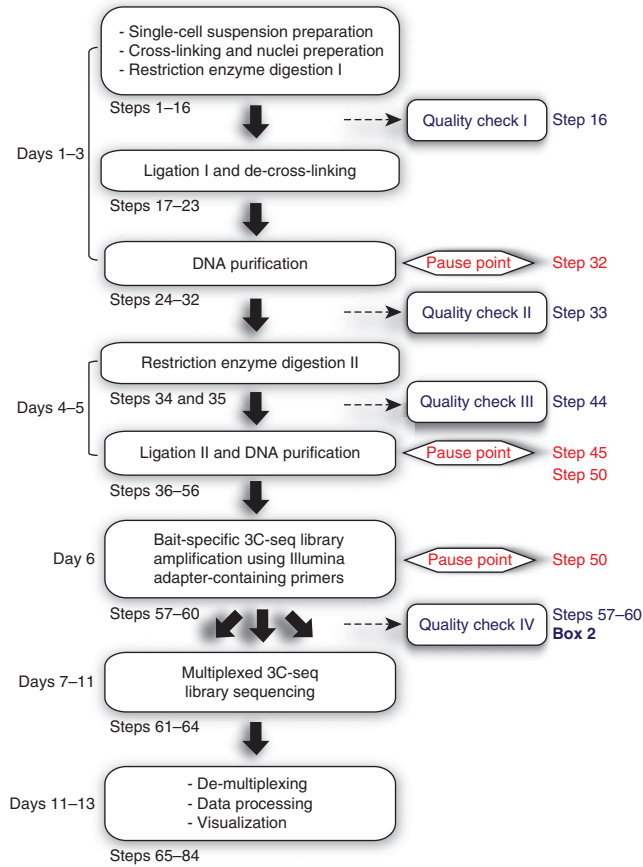 - Single-cell suspension preparation
- Cross-linking and nuclei preperation
- Restriction enzyme digestion I
Steps 1–16
Quality check I
Step 16
Days 1–3
Ligation I and de-cross-linking
Steps 17–23
DNA purification
Pause point
Step 32
Steps 24–32
Quality check II
Step 33
Restriction enzyme digestion II
Steps 34 and 35
Quality check III
Step 44
Days 4–5
Ligation II and DNA purification
Pause point
Step 45
Step 50
Steps 36–56
Day 6
Bait-specific 3C-seq library
amplification using Illumina
adapter-containing primers
Pause point
Step 50
Steps 57–60
Quality check IV
Steps 57–60
Box 2
Days 7–11
Multiplexed 3C-seq
library sequencing
Steps 61–64
Days 11–13
- De-multiplexing
- Data processing
- Visualization
Steps 65–84